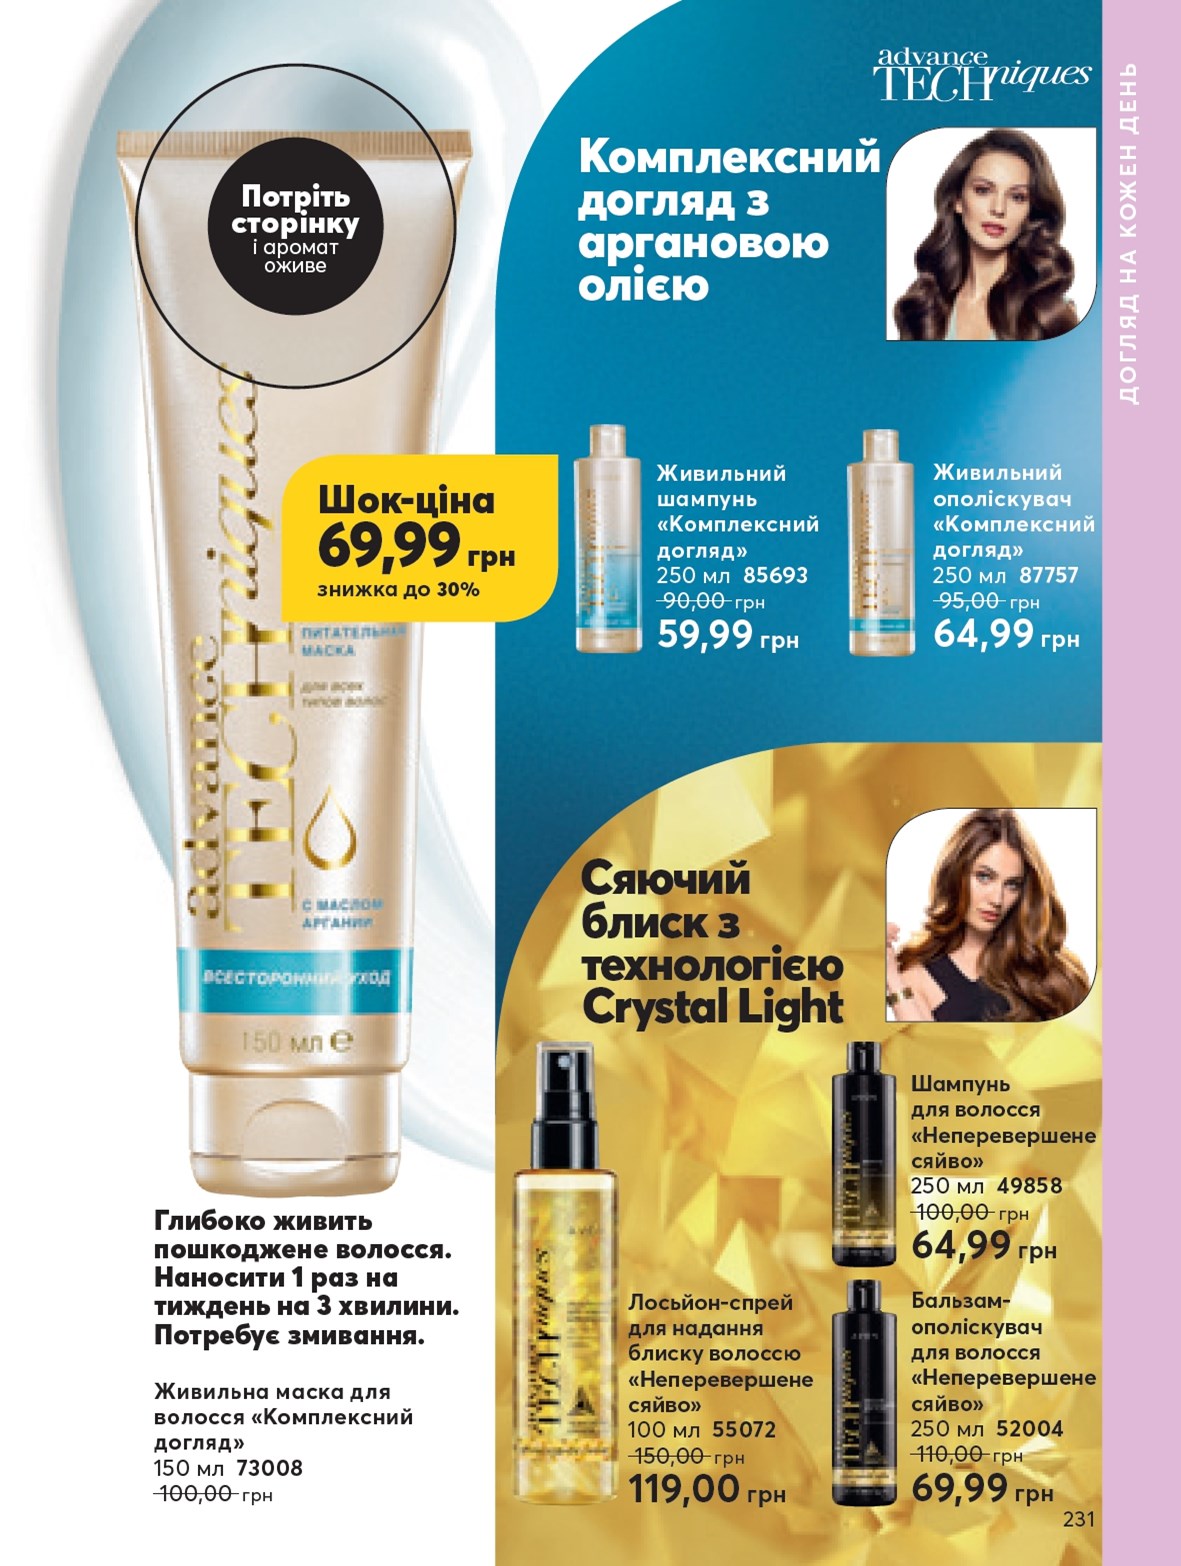 advance
TECHniques
ДОГЛЯД НА КОЖЕН ДЕНЬ
Комплексний
догляд з
аргановою
олією
Потріть
сторінку
і аромат
оживе
advance
TECHniques
Шок-ціна
69,99 грн
знижка до 30%
ПИТАТЕЛЬНАЯ
МАСКА
для всех
типов волос
С МАСЛОМ
АРГАНИИ
ВСЕСТОРОННИЙ УХОД
150 мл e
Живильний
шампунь
«Комплексний
догляд»
250 мл 85693
90,00 грн
59,99 грн
Живильний
ополіскувач
«Комплексний
догляд»
250 мл 87757
95,00 грн
64,99 грн
Сяючий
блиск з
технологією
Crystal Light
Шампунь
для волосся
«Неперевершене
сяйво»
250 мл 49858
100,00 грн
64,99 грн
Глибоко живить
пошкоджене волосся.
Наносити 1 раз на
тиждень на 3 хвилини.
Потребує змивання.
Живильна маска для
волосся «Комплексний
догляд»
150 мл 73008
100,00 грн
Лосьйон-спрей
для надання
блиску волоссю
«Неперевершене
сяйво»
100 мл 55072
150,00 грн
119,00 грн
Бальзам-
ополіскувач
для волосся
«Неперевершене
сяйво»
250 мл 52004
110,00 грн
69,99 грн
231